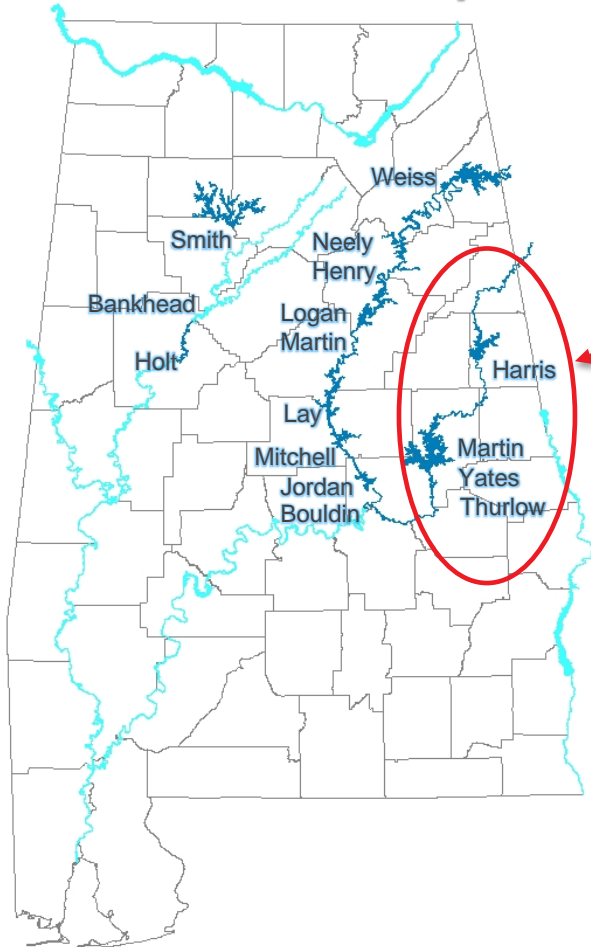 Weiss
Smith
Neely
Henry
Bankhead
Logan
Martin
Holt
Harris
Lay
Mitchell
Martin
Yates
Thurlow
Jordan
Bouldin